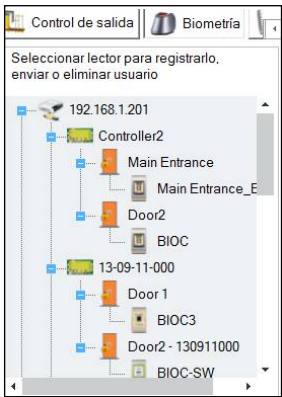 Control de salida Biometría
Seleccionar lector para registrarlo,
enviar o eliminar usuario
192.168.1.201
Controller2
Main Entrance
Main Entrance_E
Door2
BIOC
13-09-11-000
Door 1
BIOC3
Door2 - 130911000
BIOC-SW